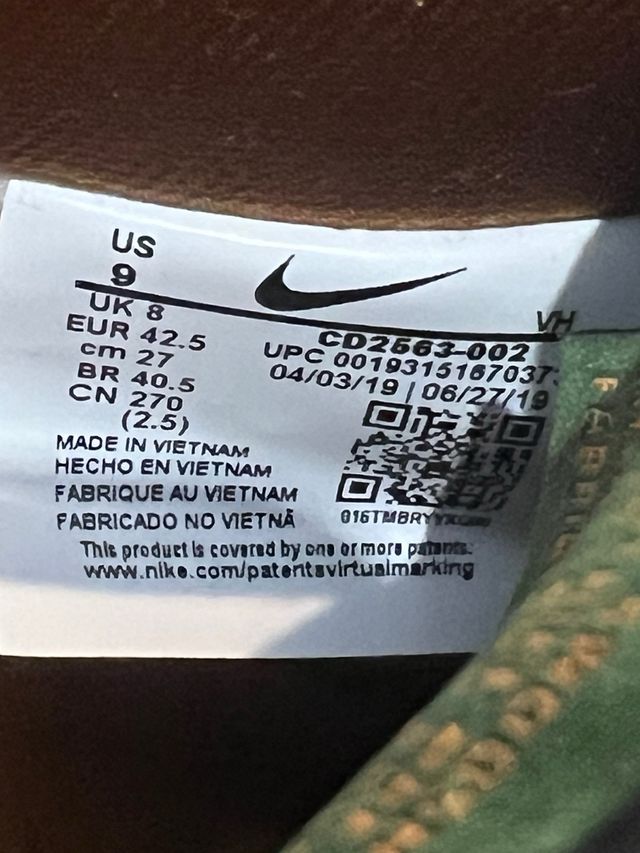 US
9
VH
UK 8
EUR 42.5
cm 27
BR 40.5
CN 270
(2.5)
CD2563-002
04/03/19 | 06/27/19
MADE IN VIETNAM
HECHO EN VIETNAM
FABRIQUE AU VIETNAM
FABRICADO NO VIETNÃ
This product is covered by one or more patents.
www.nike.com/patentsvirtualmarking
UPC